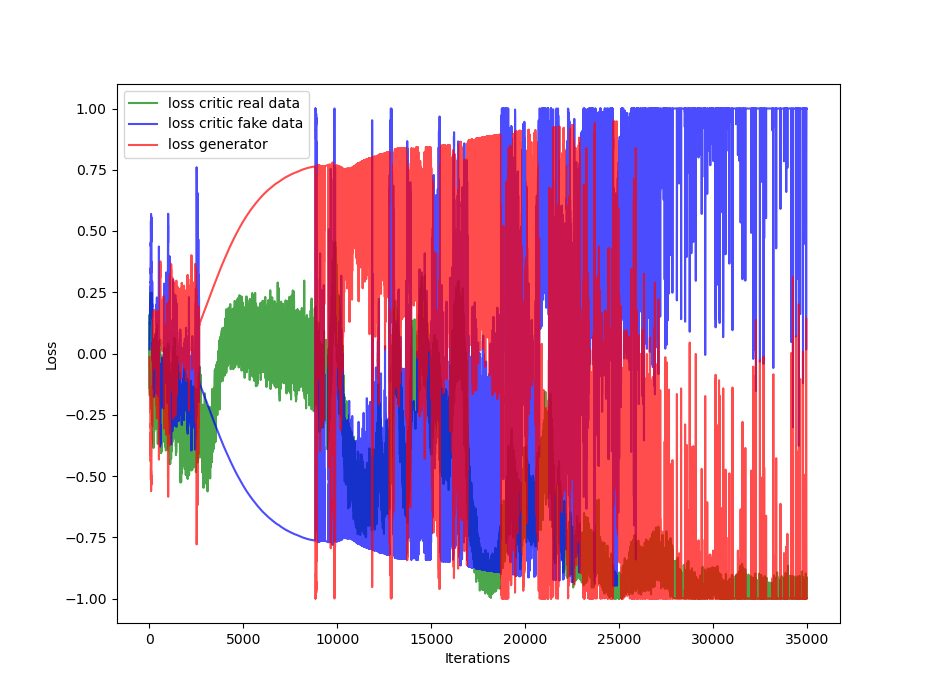 loss critic real data
loss critic fake data
loss generator
1.00
0.75
0.50
0.25
0.00
−0.25
−0.50
−0.75
−1.00
Loss
0 5000 10000 15000 20000 25000 30000 35000
Iterations